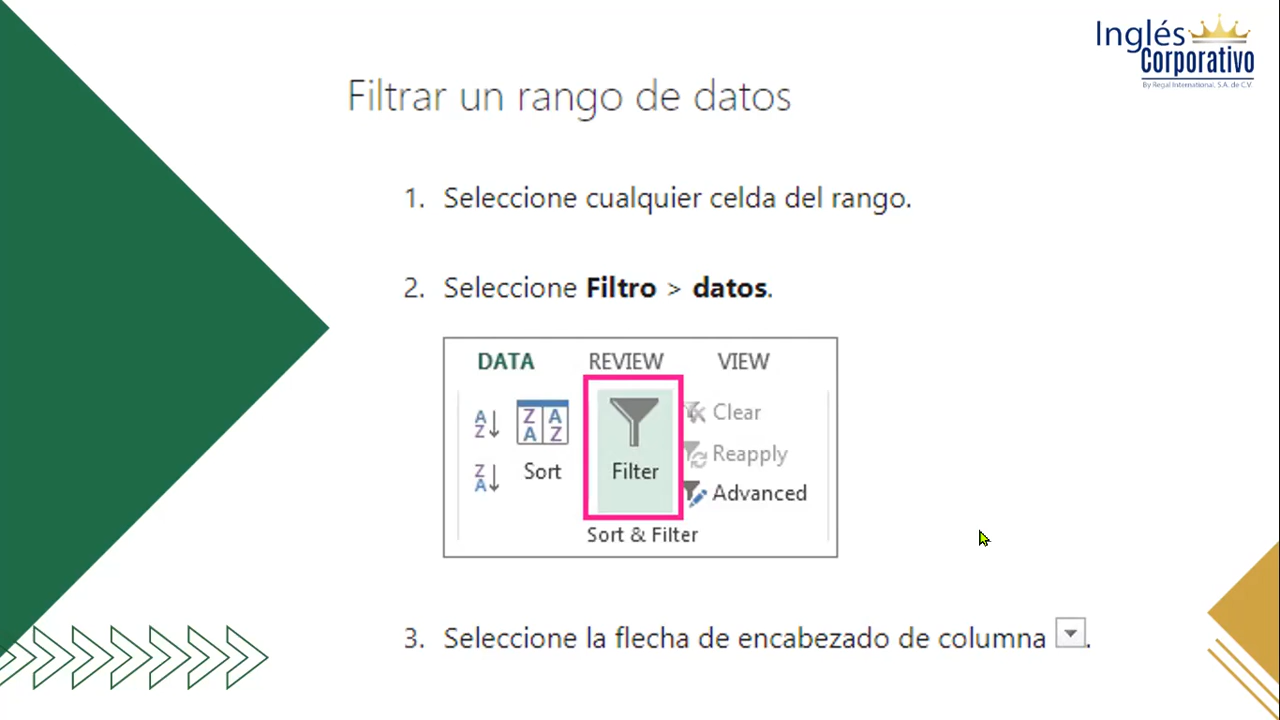 Inglés
Corporativo
By Regal International, S.A. de C.V.
Filtrar un rango de datos
1. Seleccione cualquier celda del rango.
2. Seleccione Filtro > datos.
DATA REVIEW VIEW
A
Z
Z A
A Z
Clear
Z
A
Sort
Filter
Reapply
Advanced
Sort & Filter
3. Seleccione la flecha de encabezado de columna .